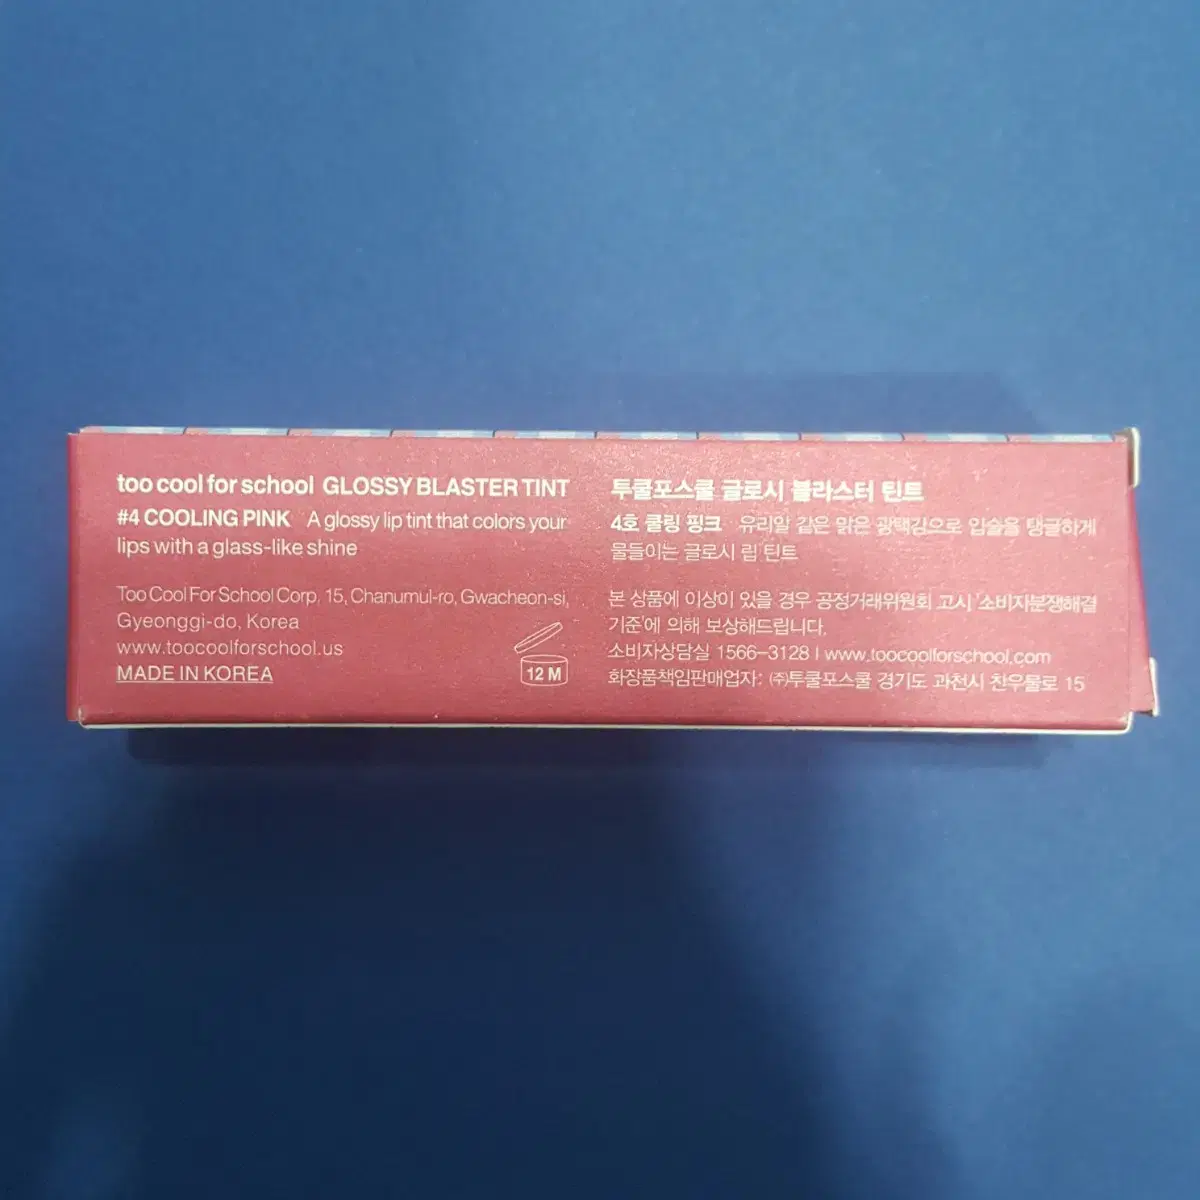 too cool for school GLOSSY BLASTER TINT
#4 COOLING PINK A glossy lip tint that colors your
lips with a glass-like shine
Too Cool For School Corp. 15, Chanumul-ro, Gwacheon-si,
Gyeonggi-do, Korea
www.toocoolforschool.us
MADE IN KOREA
12 M
투쿨포스쿨 글로시 블라스터 틴트
4호 쿨링 핑크 유리알 같은 맑은 광택감으로 입술을 탱글하게
물들이는 글로시 립 틴트
본 상품에 이상이 있을 경우 공정거래위원회 고시 '소비자분쟁해결
기준'에 의해 보상해드립니다.
소비자상담실 1566-3128 | www.toocoolforschool.com
화장품책임판매업자: ㈜투쿨포스쿨 경기도 과천시 찬우물로 15